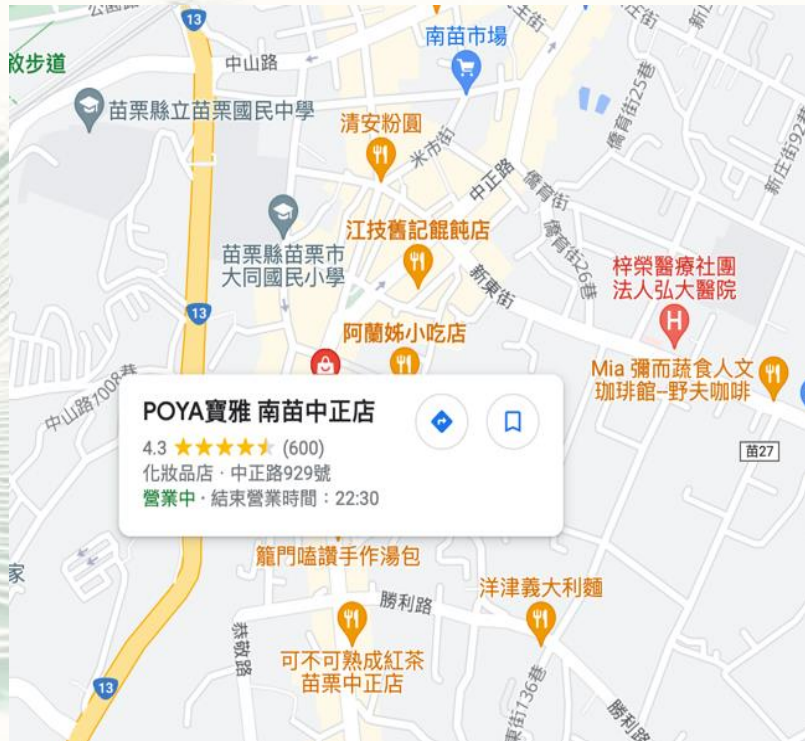 公園路
13
南苗市場
敘步道
中山路
苗栗縣立苗栗國民中學
清安粉圓
米市街
中正路
僑育街
僑育街25巷
新庄街92巷
苗栗縣苗栗市
大同國民小學
江技舊記餛飩店
新東街
僑育街26巷
梓榮醫療社團
法人弘大醫院
H
13
阿蘭姊小吃店
Mia 彌而蔬食人文
珈琲館–野夫咖啡
中山路1008巷
POYA寶雅 南苗中正店
4.3 ★★★★★ (600)
化妝品店 · 中正路929號
營業中 · 結束營業時間：22:30
苗27
籠門嗑讚手作湯包
家
勝利路
洋津義大利麵
恭敬路
可不可熟成紅茶
苗栗中正店
13
東街136巷
勝利路